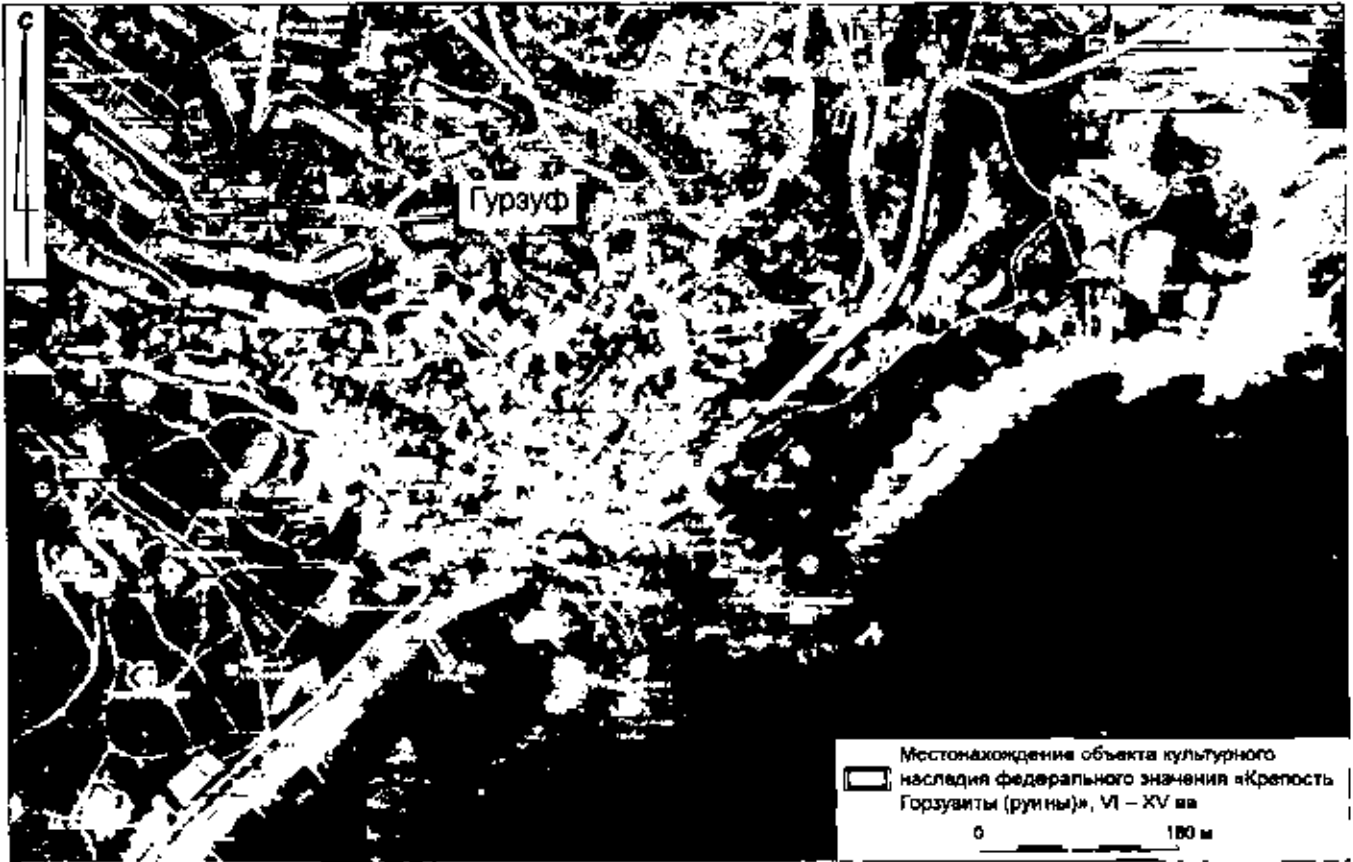 С
Гурзуф
Местонахождение объекта культурного
наследия федерального значения «Крепость
Горзувиты (руины)», VI – XV вв
0 180 м